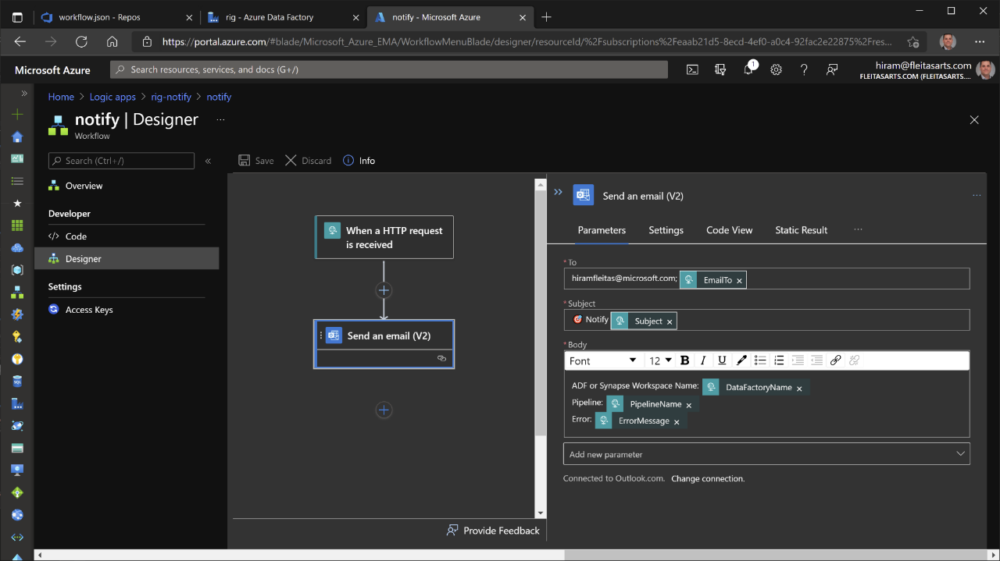 workflow.json - Repos
rig - Azure Data Factory
notify - Microsoft Azure
https://portal.azure.com/#blade/Microsoft_Azure_EMA/WorkflowMenuBlade/designer/resourceId/%2Fsubscriptions%2Feaab21d5-8ecd-4ef0-a0c4-92fac2e22875%2Fres...
Microsoft Azure
Search resources, services, and docs (G+/)
1
hiram@fleitasarts.com
FLEITASARTS.COM (FLEITASARTS....
Home > Logic apps > rig-notify > notify
notify | Designer ...
Workflow
Search (Ctrl+/)
«
Save
Discard
Info
Overview
Developer
</> Code
Designer
Settings
Access Keys
When a HTTP request
is received
Send an email (V2)
Provide Feedback
Send an email (V2)
Parameters
Settings
Code View
Static Result
...
* To
hiramfleitas@microsoft.com; EmailTo ×
* Subject
🎯 Notify Subject ×
* Body
Font 12 B I U
ADF or Synapse Workspace Name: DataFactoryName ×
Pipeline: PipelineName ×
Error: ErrorMessage ×
Add new parameter
Connected to Outlook.com. Change connection.
SQL